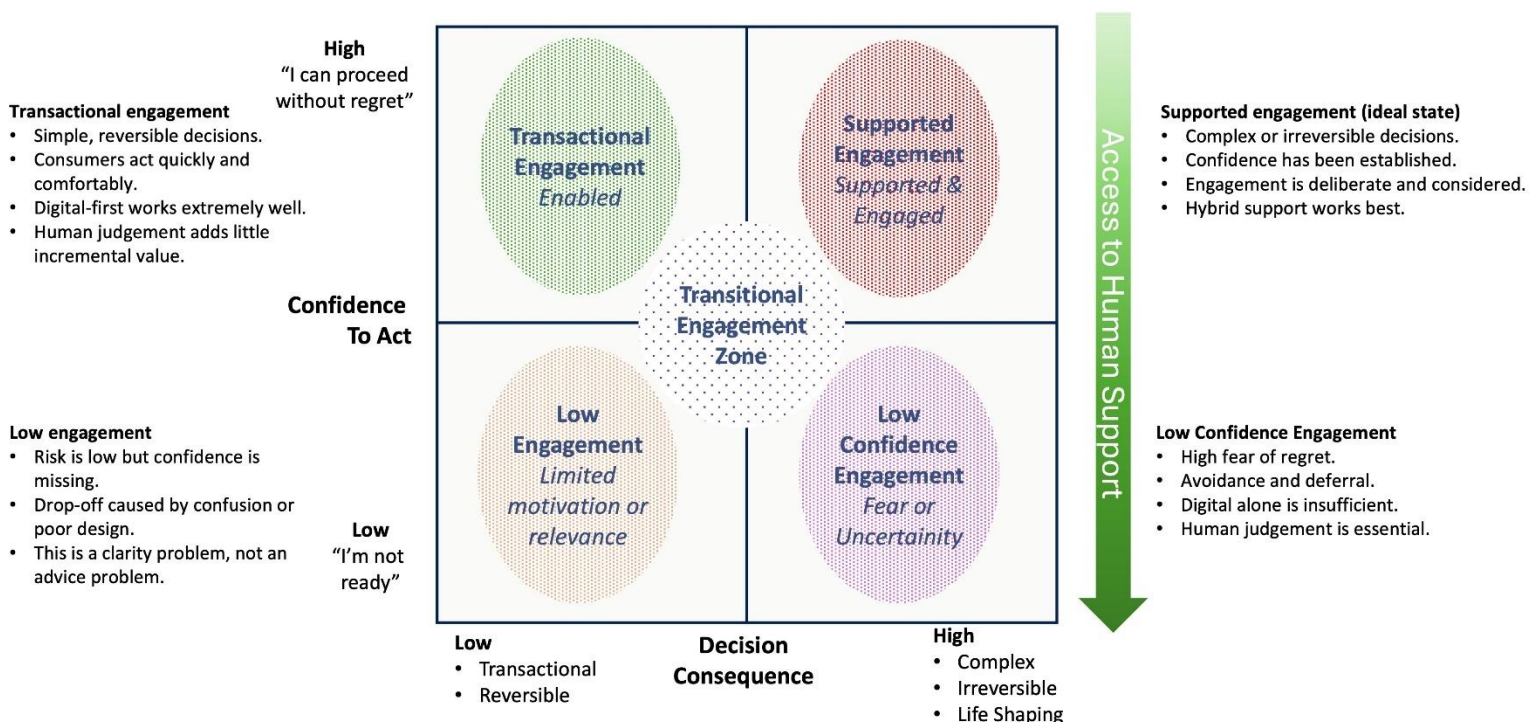 High
“I can proceed
without regret”
Transactional engagement
• Simple, reversible decisions.
• Consumers act quickly and
comfortably.
• Digital-first works extremely well.
• Human judgement adds little
incremental value.
Transactional
Engagement
Enabled
Supported
Engagement
Supported &
Engaged
Supported engagement (ideal state)
• Complex or irreversible decisions.
• Confidence has been established.
• Engagement is deliberate and considered.
• Hybrid support works best.
Access to Human Support
Confidence
To Act
Transitional
Engagement
Zone
Low engagement
• Risk is low but confidence is
missing.
• Drop-off caused by confusion or
poor design.
• This is a clarity problem, not an
advice problem.
Low
“I’m not
ready”
Low
Engagement
Limited
motivation or
relevance
Low
Confidence
Engagement
Fear or
Uncertainity
Low Confidence Engagement
• High fear of regret.
• Avoidance and deferral.
• Digital alone is insufficient.
• Human judgement is essential.
Low
• Transactional
• Reversible
Decision
Consequence
High
• Complex
• Irreversible
• Life Shaping